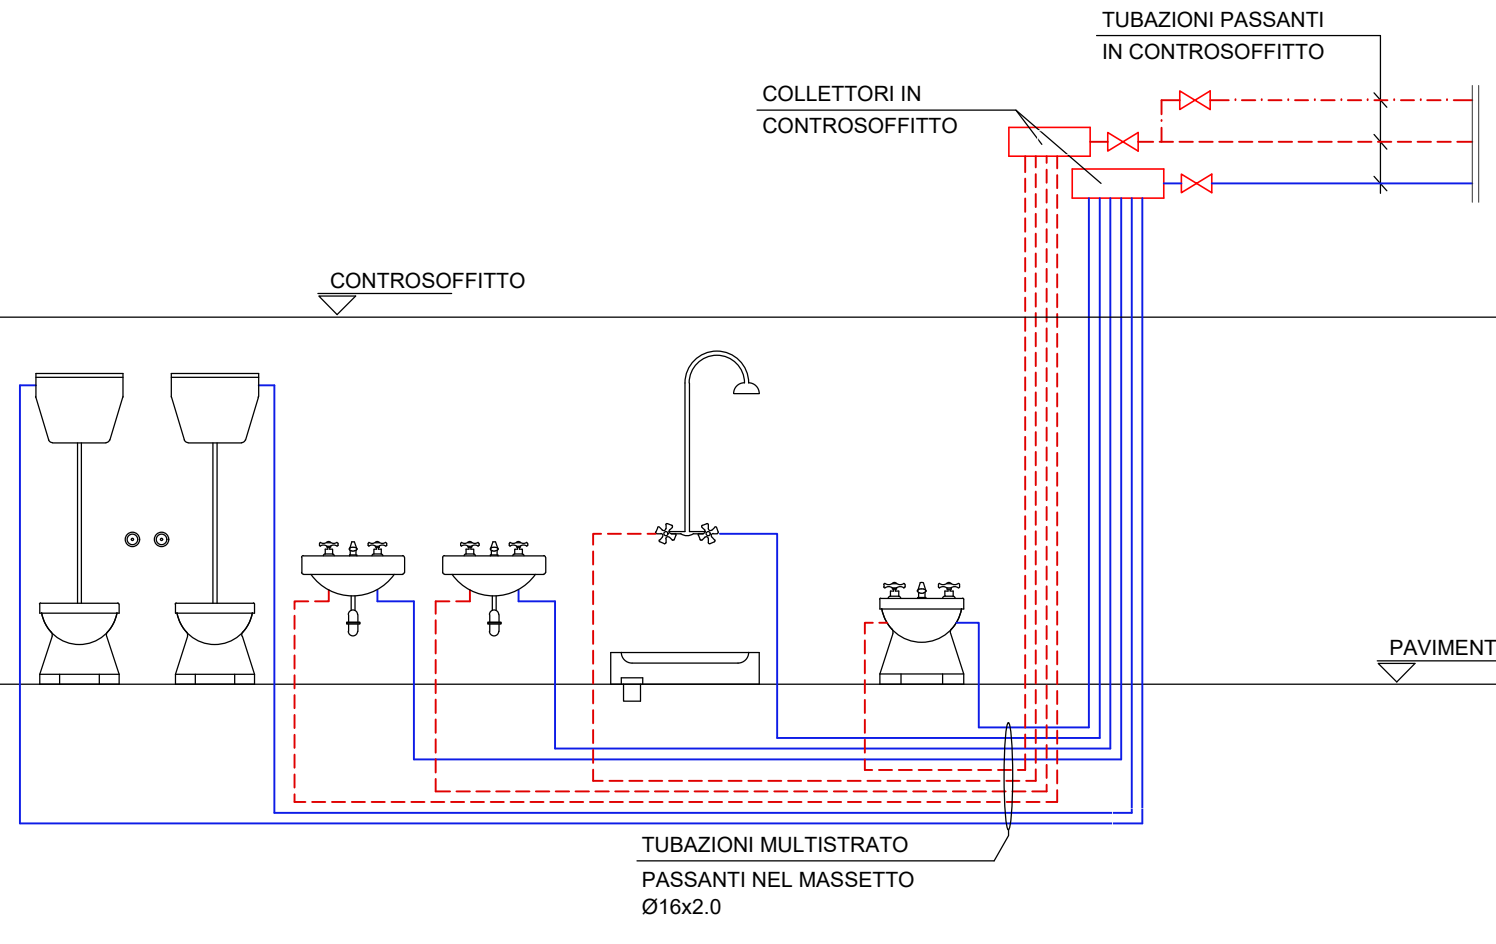 TUBAZIONI PASSANTI
IN CONTROSOFFITTO
COLLETTORI IN
CONTROSOFFITTO
CONTROSOFFITTO
PAVIMENT
TUBAZIONI MULTISTRATO
PASSANTI NEL MASSETTO
Ø16x2.0